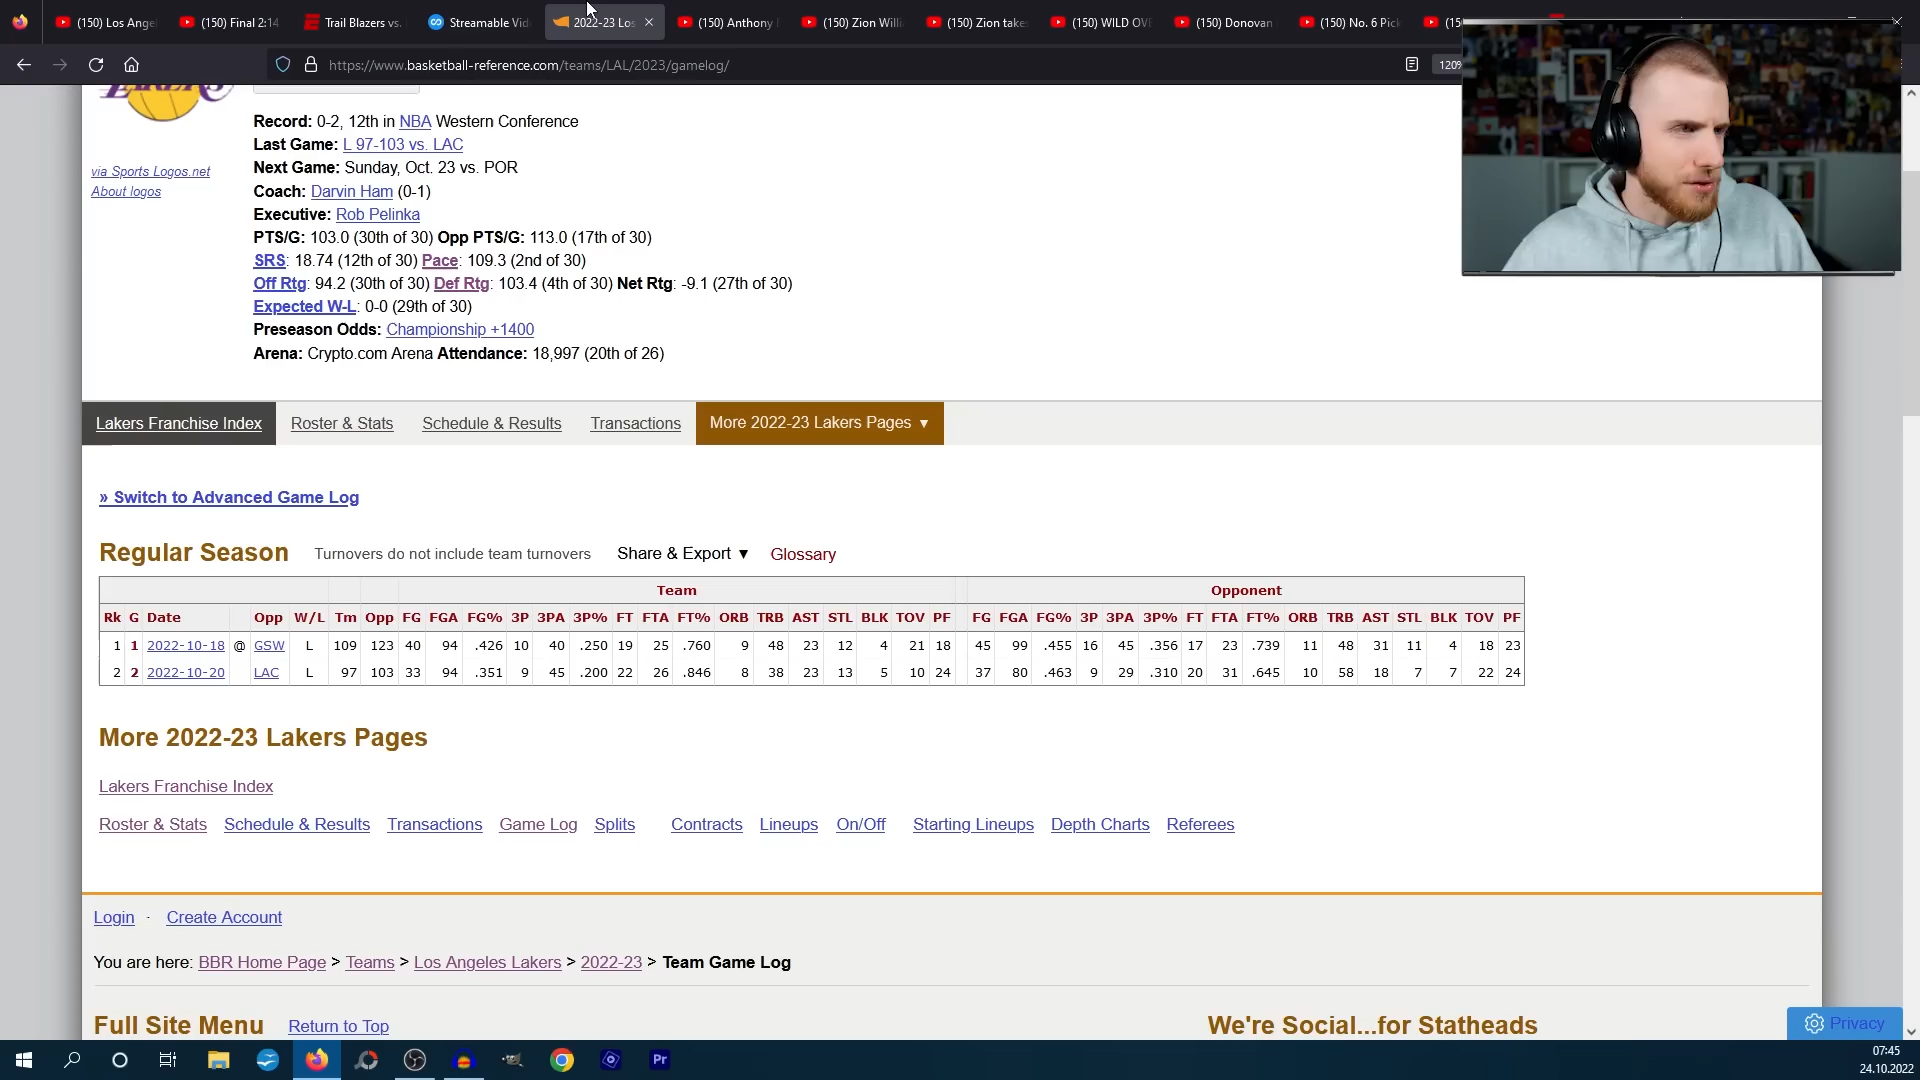 (150) Los Ange
(150) Final 2:14
Trail Blazers vs.
Streamable Vid
2022-23 Los
(150) Anthony
(150) Zion Willi
(150) Zion takes
(150) WILD OV
(150) Donovan
(150) No. 6 Pick
(15
https://www.basketball-reference.com/teams/LAL/2023/gamelog/
120%
via Sports Logos.net
About logos
Record: 0-2, 12th in NBA Western Conference
Last Game: L 97-103 vs. LAC
Next Game: Sunday, Oct. 23 vs. POR
Coach: Darvin Ham (0-1)
Executive: Rob Pelinka
PTS/G: 103.0 (30th of 30) Opp PTS/G: 113.0 (17th of 30)
SRS: 18.74 (12th of 30) Pace: 109.3 (2nd of 30)
Off Rtg: 94.2 (30th of 30) Def Rtg: 103.4 (4th of 30) Net Rtg: -9.1 (27th of 30)
Expected W-L: 0-0 (29th of 30)
Preseason Odds: Championship +1400
Arena: Crypto.com Arena Attendance: 18,997 (20th of 26)
Lakers Franchise Index Roster & Stats Schedule & Results Transactions More 2022-23 Lakers Pages ▼
» Switch to Advanced Game Log
Regular Season Turnovers do not include team turnovers Share & Export ▼ Glossary
Team Opponent
Rk G Date Opp W/L Tm Opp FG FGA FG% 3P 3PA 3P% FT FTA FT% ORB TRB AST STL BLK TOV PF FG FGA FG% 3P 3PA 3P% FT FTA FT% ORB TRB AST STL BLK TOV PF
1 1 2022-10-18 @ GSW L 109 123 40 94 .426 10 40 .250 19 25 .760 9 48 23 12 4 21 18 45 99 .455 16 45 .356 17 23 .739 11 48 31 11 4 18 23
2 2 2022-10-20 LAC L 97 103 33 94 .351 9 45 .200 22 26 .846 8 38 23 13 5 10 24 37 80 .463 9 29 .310 20 31 .645 10 58 18 7 7 22 24
More 2022-23 Lakers Pages
Lakers Franchise Index
Roster & Stats Schedule & Results Transactions Game Log Splits Contracts Lineups On/Off Starting Lineups Depth Charts Referees
Login · Create Account
You are here: BBR Home Page > Teams > Los Angeles Lakers > 2022-23 > Team Game Log
Full Site Menu Return to Top
We're Social...for Statheads
Privacy
Pr
07:45
24.10.2022